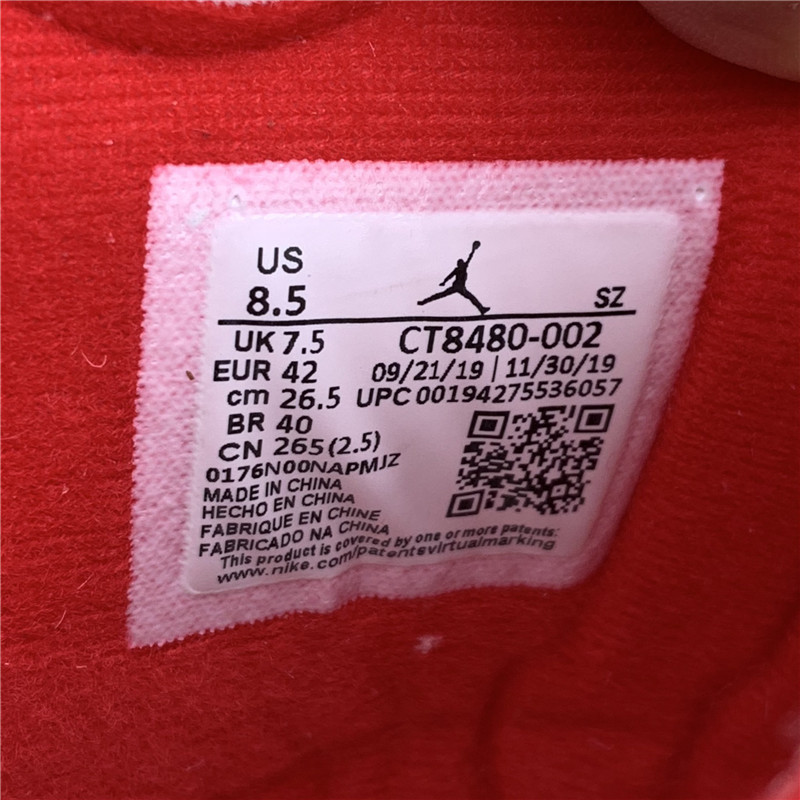 US
8.5
SZ
UK 7.5
CT8480-002
EUR 42
09/21/19 | 11/30/19
cm 26.5
UPC 00194275536057
BR 40
CN 265 (2.5)
0176N00NAPMJZ
MADE IN CHINA
HECHO EN CHINA
FABRIQUE EN CHINE
FABRICADO NA CHINA
This product is covered by one or more patents:
www.nike.com/patentsvirtualmarking